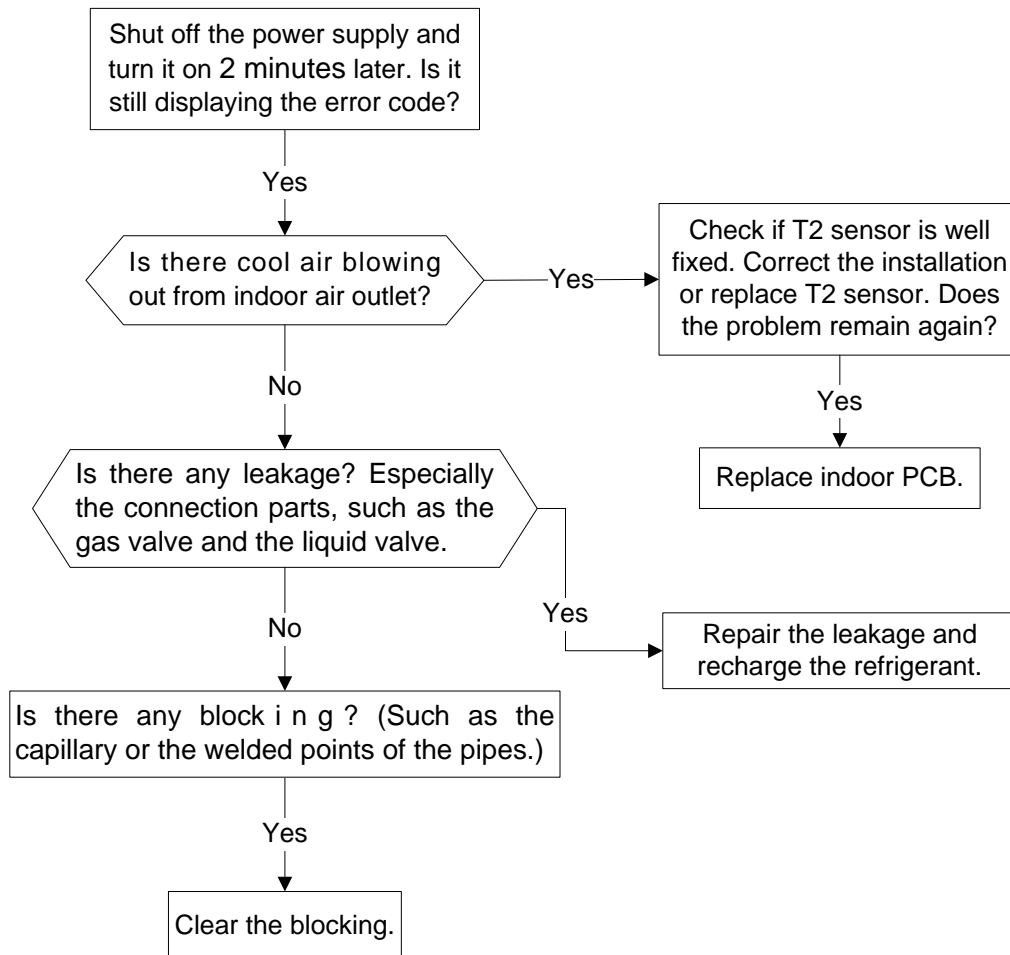 Shut off the power supply and
turn it on 2 minutes later. Is it
still displaying the error code?
Yes
Is there cool air blowing
out from indoor air outlet?
Yes
Check if T2 sensor is well
fixed. Correct the installation
or replace T2 sensor. Does
the problem remain again?
Yes
Replace indoor PCB.
No
Is there any leakage? Especially
the connection parts, such as the
gas valve and the liquid valve.
Yes
Repair the leakage and
recharge the refrigerant.
No
Is there any block i n g ? (Such as the
capillary or the welded points of the pipes.)
Yes
Clear the blocking.